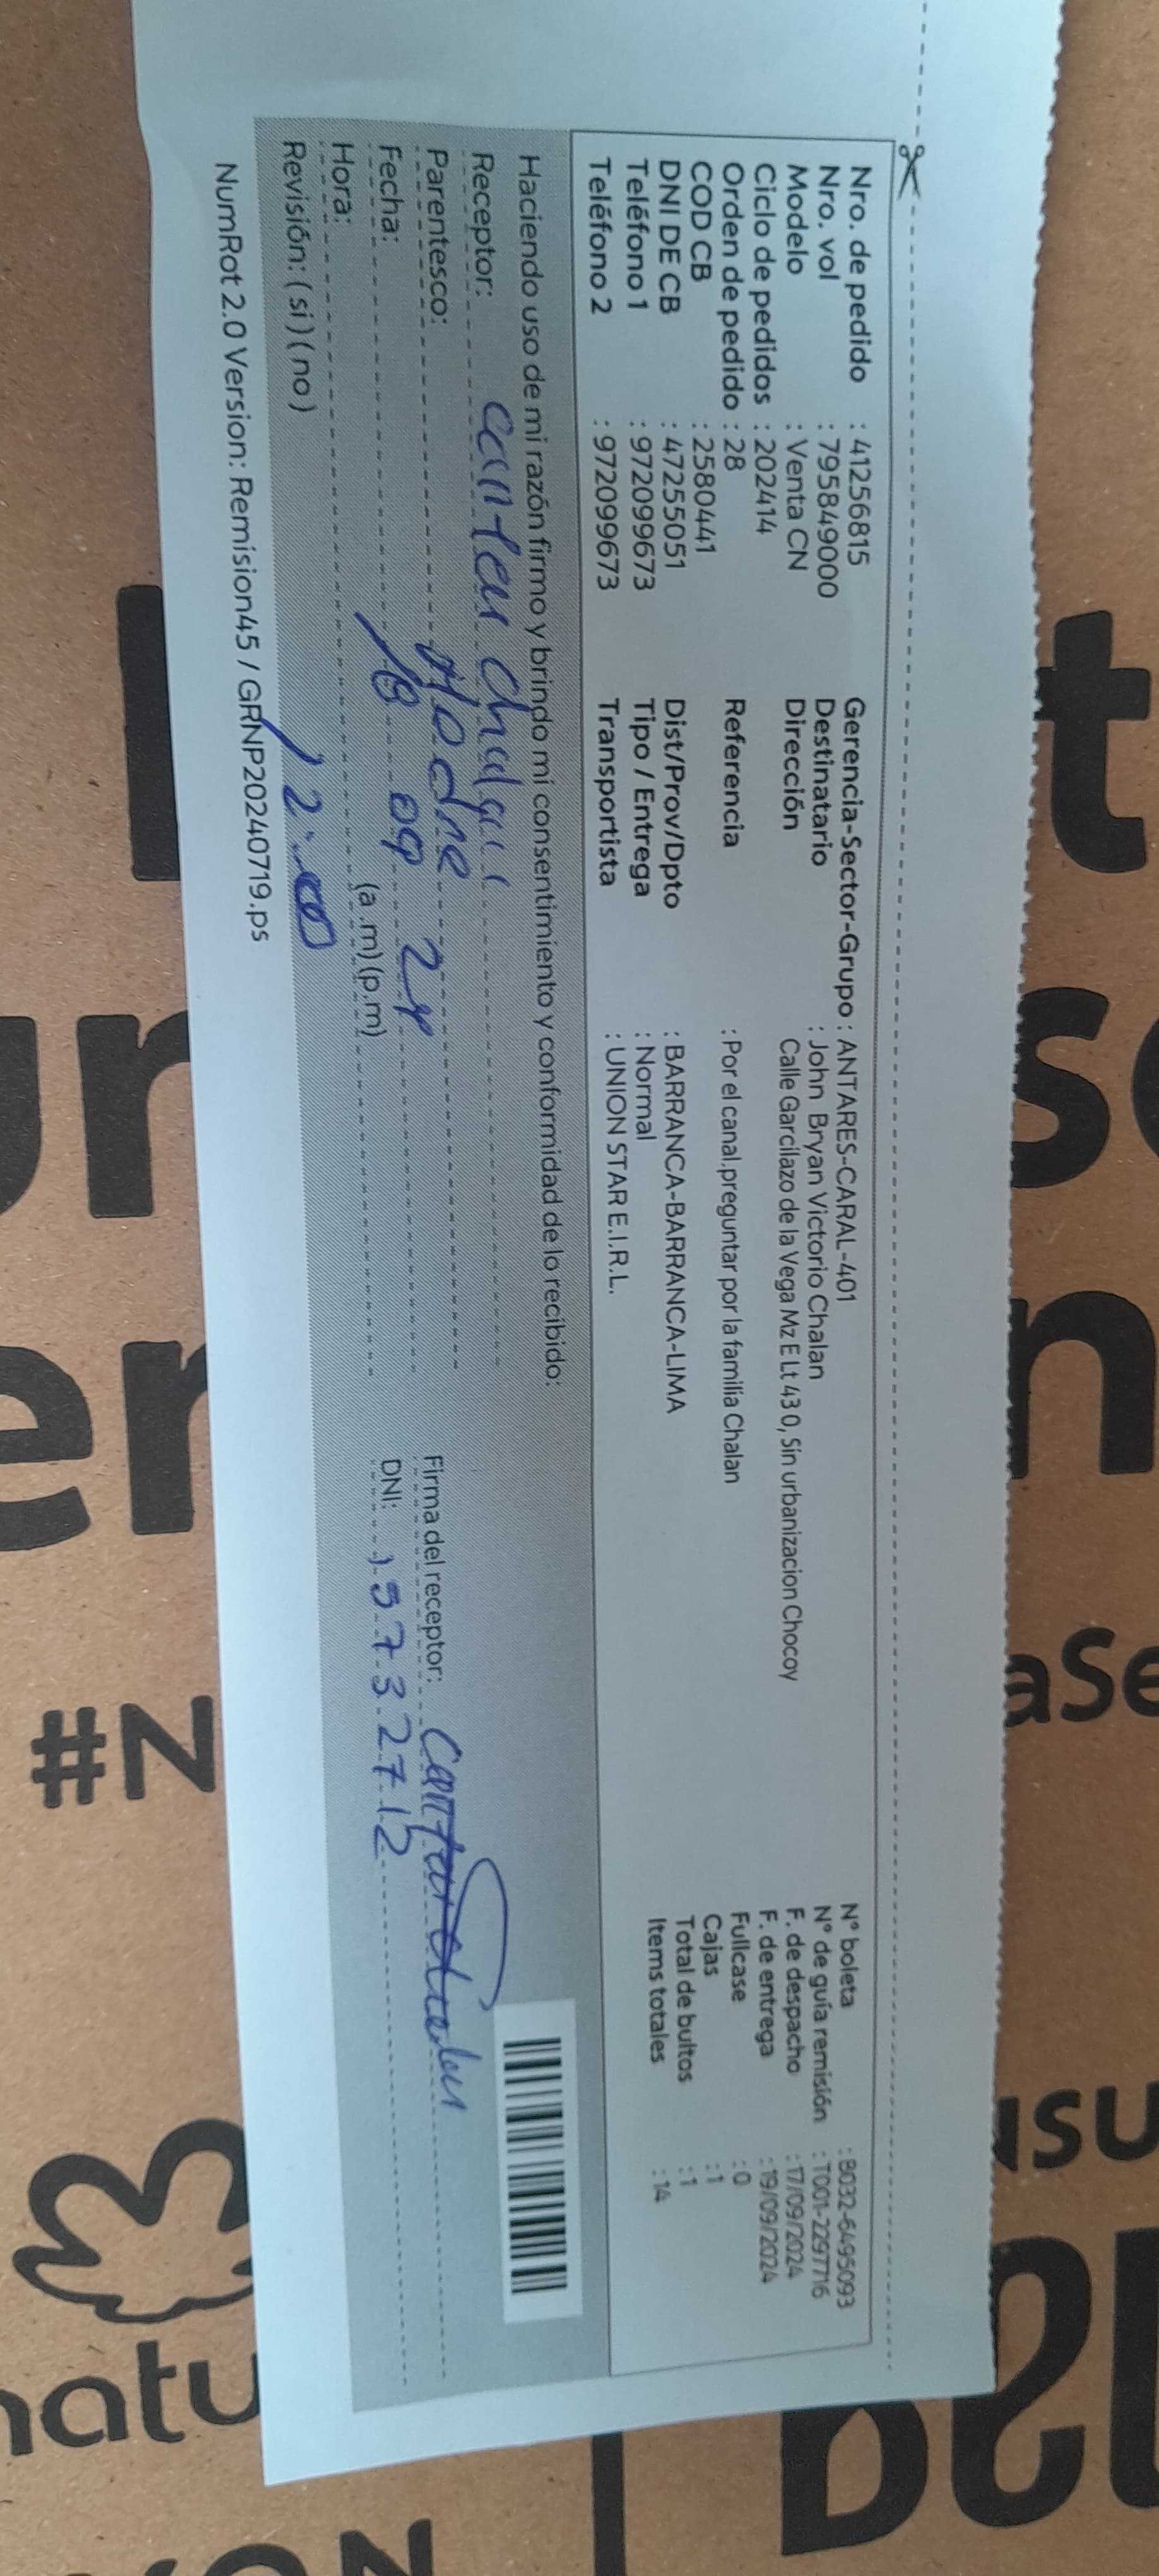 Nro. de pedido : 41256815
Nro. vol : 795849000
Modelo : Venta CN
Ciclo de pedidos : 202414
Orden de pedido : 28
COD CB : 2580441
DNI DE CB : 47255051
Teléfono 1 : 972099673
Teléfono 2 : 972099673
Gerencia-Sector-Grupo : ANTARES-CARAL-401
Destinatario : John Bryan Victorio Chalan
Dirección Calle Garcilazo de la Vega Mz E Lt 43 0, Sin urbanizacion Chocoy
Referencia : Por el canal,preguntar por la familia Chalan
Dist/Prov/Dpto : BARRANCA-BARRANCA-LIMA
Tipo / Entrega : Normal
Transportista : UNION STAR E.I.R.L.
N° boleta : B032-6495093
N° de guía remisión : T001-2297716
F. de despacho : 17/09/2024
F. de entrega : 19/09/2024
Fullcase : 0
Cajas : 1
Total de bultos : 1
Items totales : 14
Haciendo uso de mi razón firmo y brindo mi consentimiento y conformidad de lo recibido:
Receptor:
Parentesco: Madre
Fecha: 18 09 24
Hora: (a.m) (p.m)
Revisión: (si) (no)
Firma del receptor:
DNI: 15732712
NumRot 2.0 Version: Remision45 / GRNP20240719.ps
natu
#N